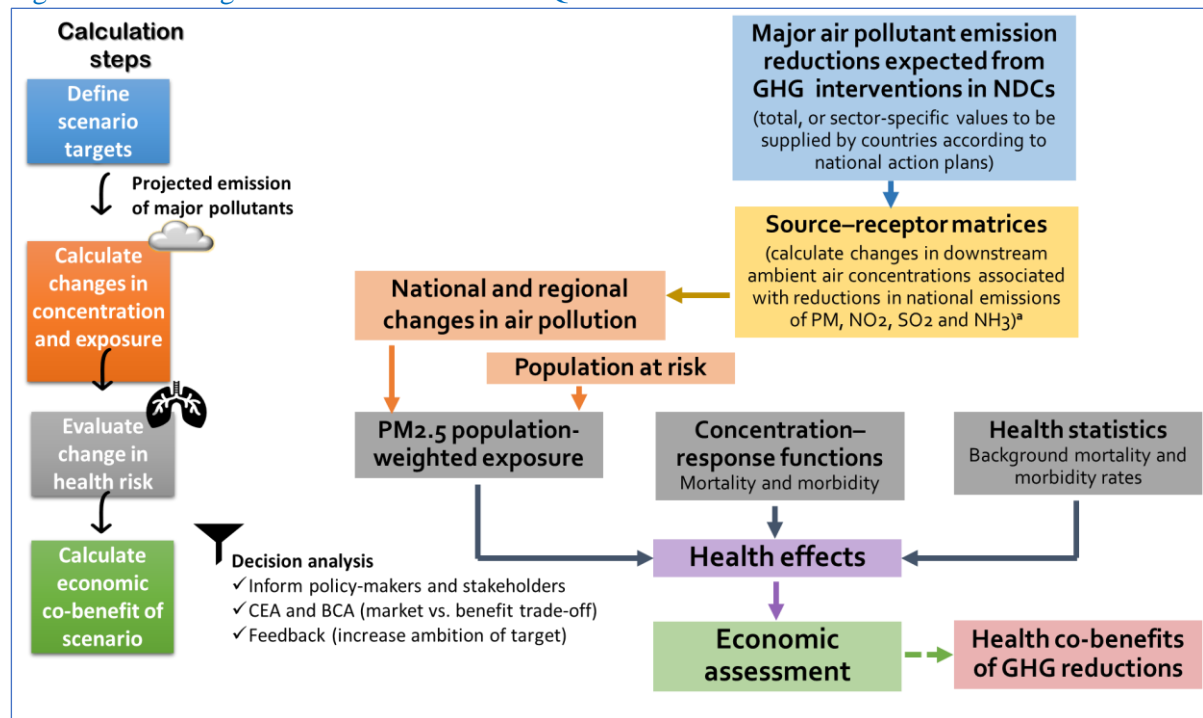 Calculation
steps
Define
scenario
targets
Projected emission
of major pollutants
Calculate
changes in
concentration
and exposure
Evaluate
change in
health risk
Calculate
economic
co-benefit of
scenario
Decision analysis
✓Inform policy-makers and stakeholders
✓CEA and BCA (market vs. benefit trade-off)
✓Feedback (increase ambition of target)
Major air pollutant emission
reductions expected from
GHG interventions in NDCs
(total, or sector-specific values to be
supplied by countries according to
national action plans)
Source–receptor matrices
(calculate changes in downstream
ambient air concentrations associated
with reductions in national emissions
of PM, NO2, SO2 and NH3)ᵃ
National and regional
changes in air pollution
Population at risk
PM2.5 population-
weighted exposure
Concentration–
response functions
Mortality and morbidity
Health statistics
Background mortality and
morbidity rates
Health effects
Economic
assessment
Health co-benefits
of GHG reductions